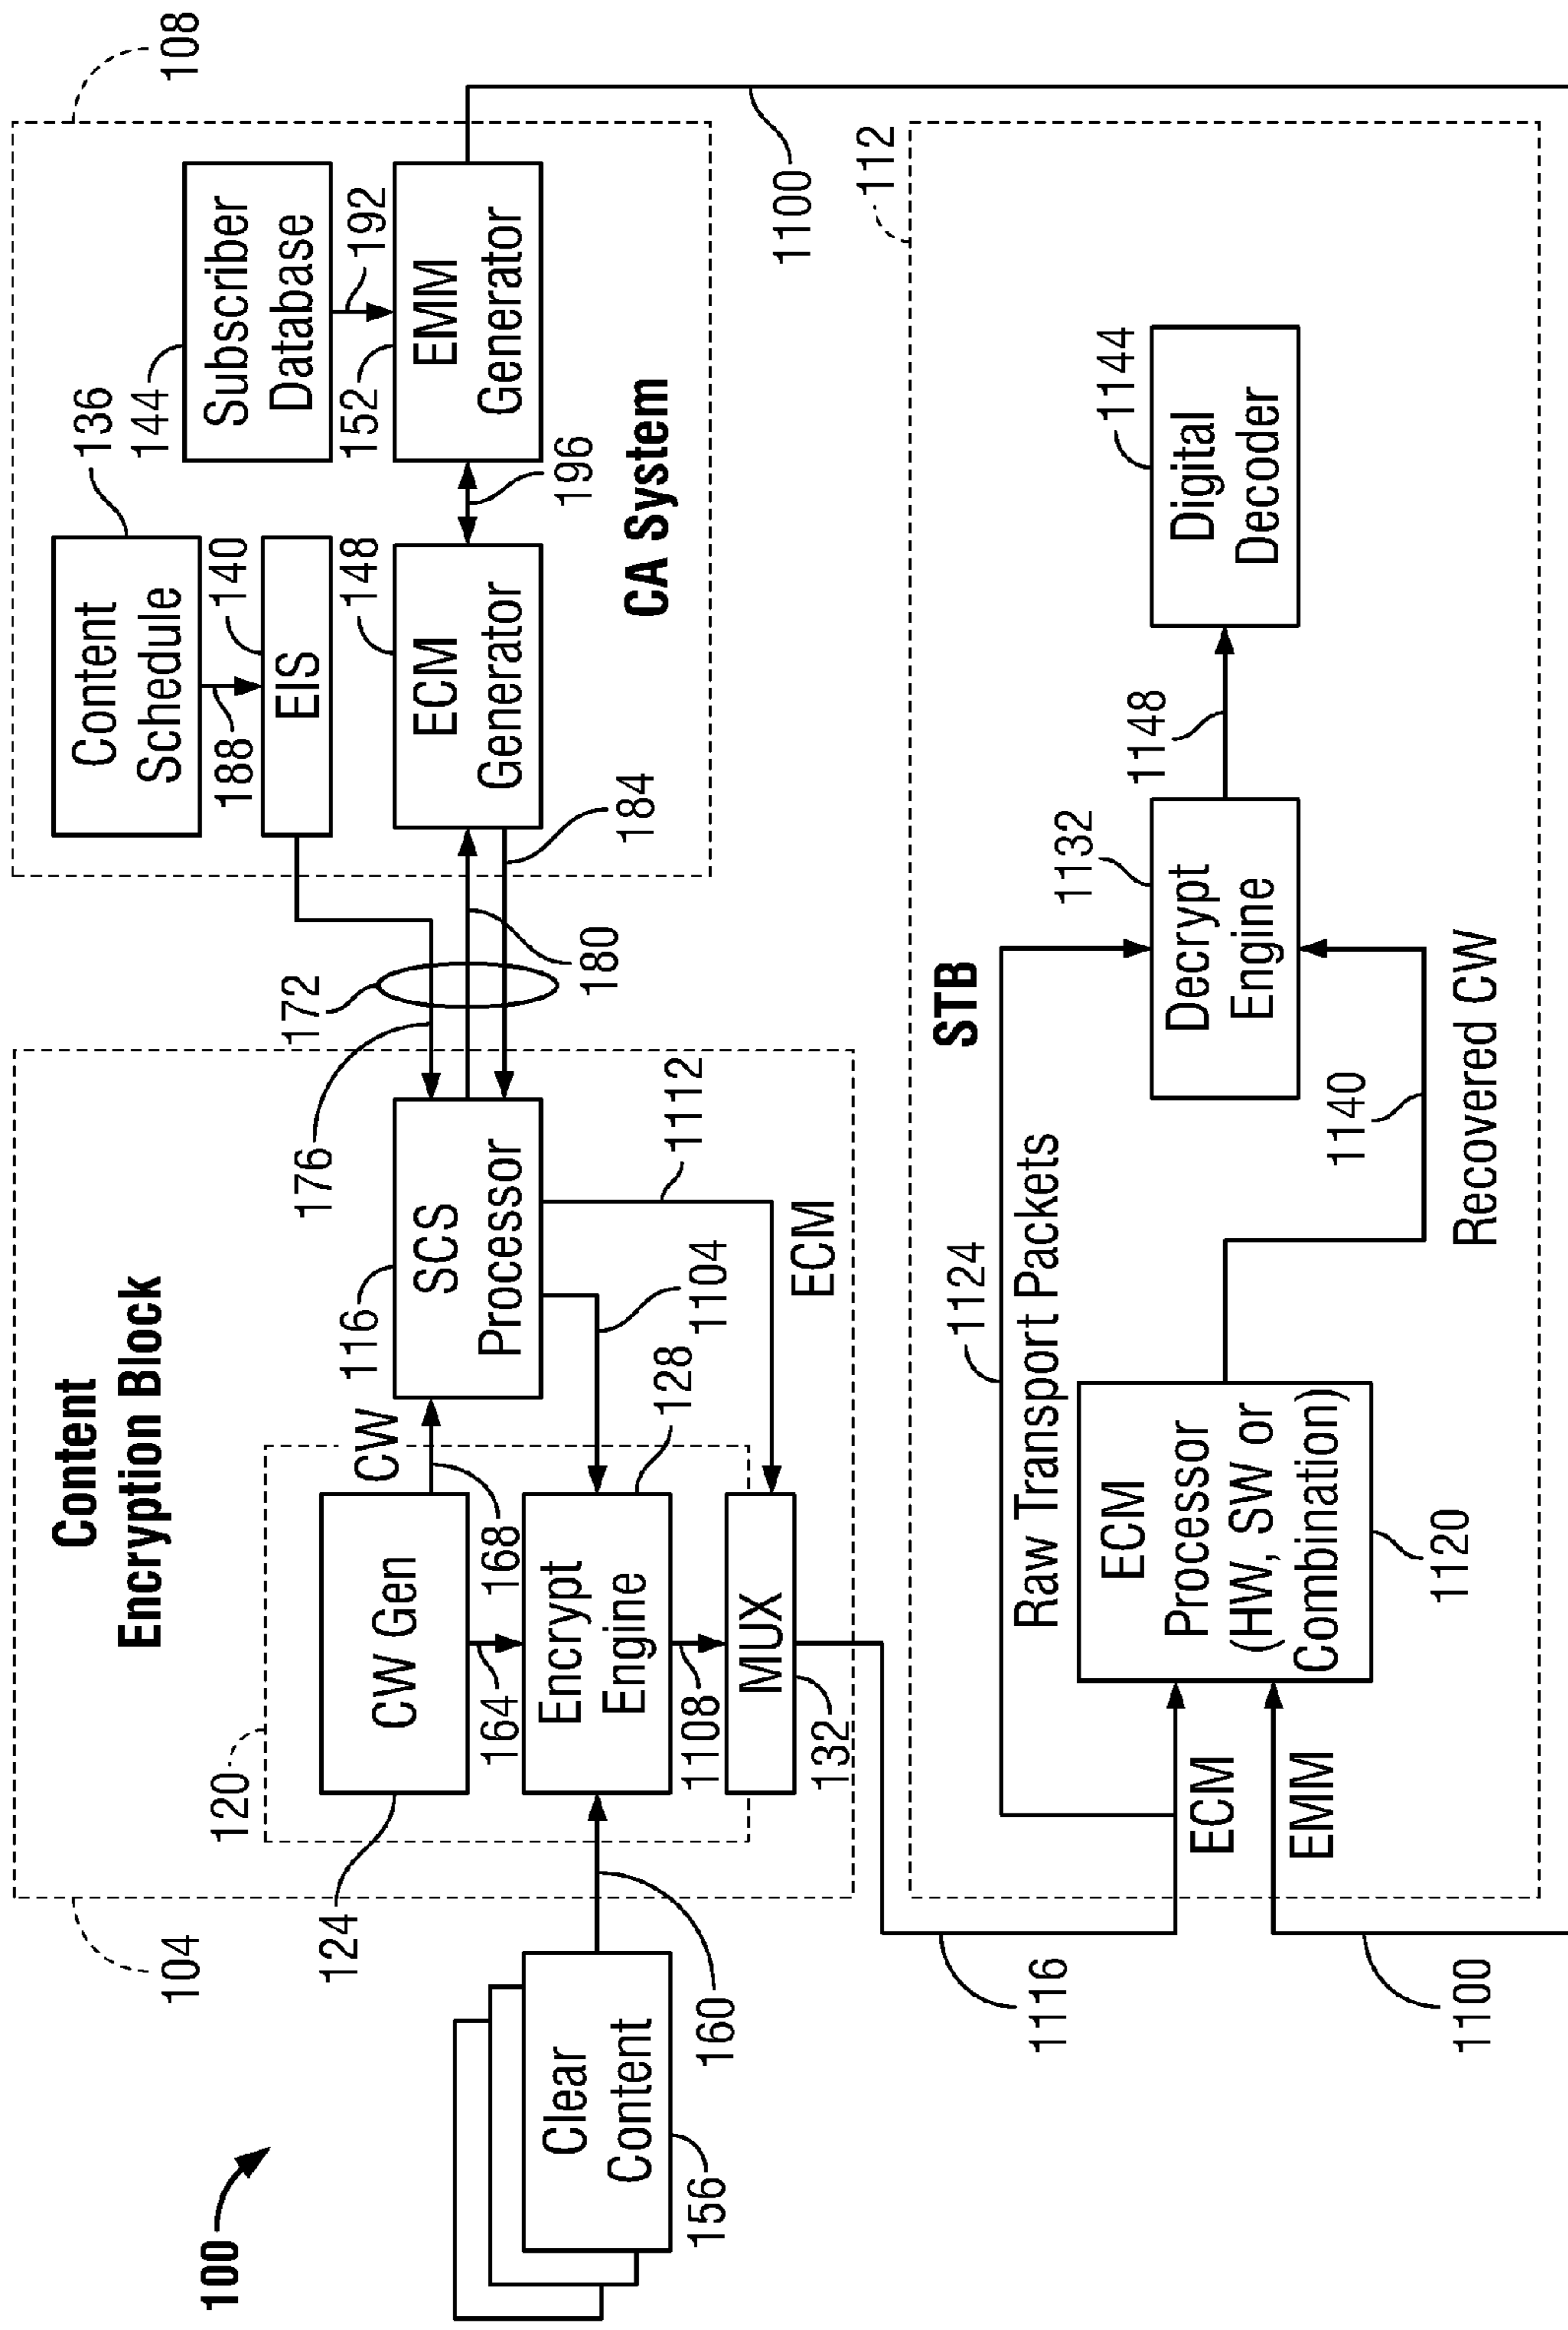 100
104
Content
Encryption Block
120
124
CW Gen
CW
168
164
116
SCS
Processor
Encrypt
Engine
128
1104
1112
ECM
1108
MUX
132
Clear
Content
156
160
176
172
180
184
108
Content
Schedule
136
188
140
EIS
144
Subscriber
Database
192
148
ECM
Generator
152
EMM
Generator
196
CA System
1100
112
STB
1124
Raw Transport Packets
1116
ECM
EMM
1100
ECM
Processor
(HW, SW or
Combination)
1120
1140
Recovered CW
1132
Decrypt
Engine
1148
1144
Digital
Decoder